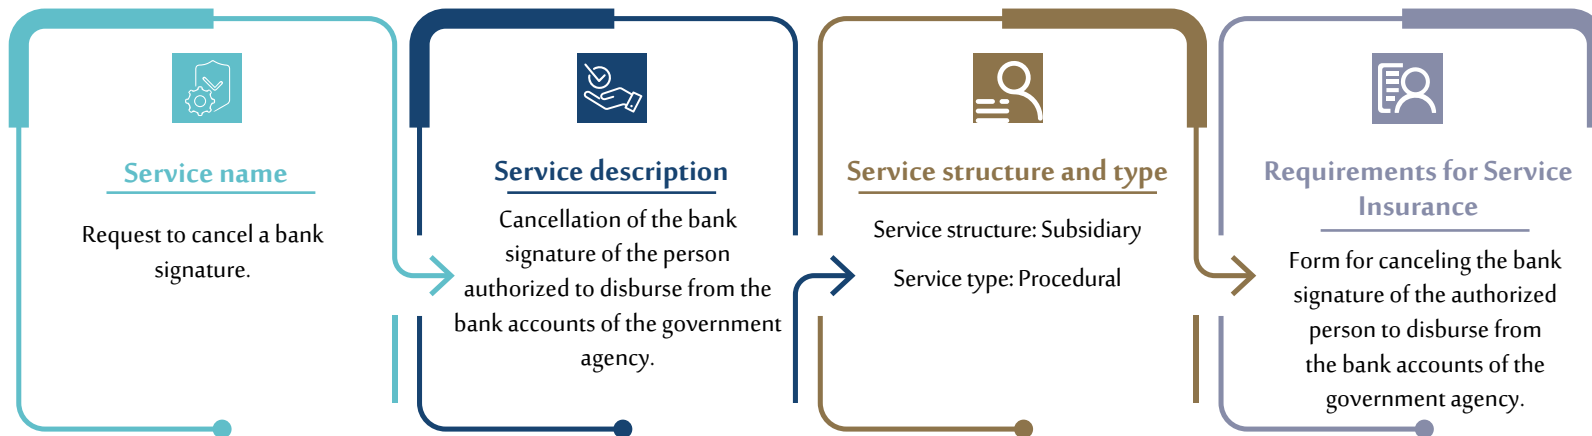 Service name
Request to cancel a bank
signature.
Service description
Cancellation of the bank
signature of the person
authorized to disburse from the
bank accounts of the government
agency.
Service structure and type
Service structure: Subsidiary
Service type: Procedural
Requirements for Service
Insurance
Form for canceling the bank
signature of the authorized
person to disburse from
the bank accounts of the
government agency.